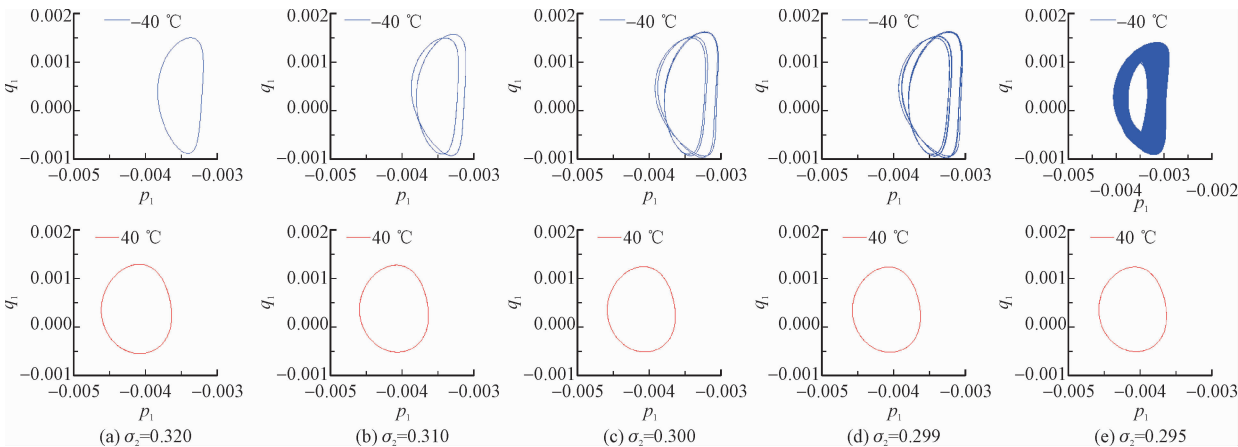 0.002 −40 ℃ 0.002 −40 ℃ 0.002 −40 ℃ 0.002 −40 ℃ 0.002 −40 ℃
0.001 0.001 0.001 0.001 0.001
q₁ q₁ q₁ q₁ q₁
0.000 0.000 0.000 0.000 0.000
−0.001 −0.001 −0.001 −0.001 −0.001
−0.005 −0.004 −0.003 −0.005 −0.004 −0.003 −0.005 −0.004 −0.003 −0.005 −0.004 −0.003 −0.005 −0.003
−0.004 −0.002
p₁ p₁ p₁ p₁ p₁
0.002 40 ℃ 0.002 40 ℃ 0.002 40 ℃ 0.002 40 ℃ 0.002 40 ℃
0.001 0.001 0.001 0.001 0.001
q₁ q₁ q₁ q₁ q₁
0.000 0.000 0.000 0.000 0.000
−0.001 −0.001 −0.001 −0.001 −0.001
−0.005 −0.004 −0.003 −0.005 −0.004 −0.003 −0.005 −0.004 −0.003 −0.005 −0.004 −0.003 −0.005 −0.004 −0.003
p₁ p₁ p₁ p₁ p₁
(a) σ₂=0.320 (b) σ₂=0.310 (c) σ₂=0.300 (d) σ₂=0.299 (e) σ₂=0.295